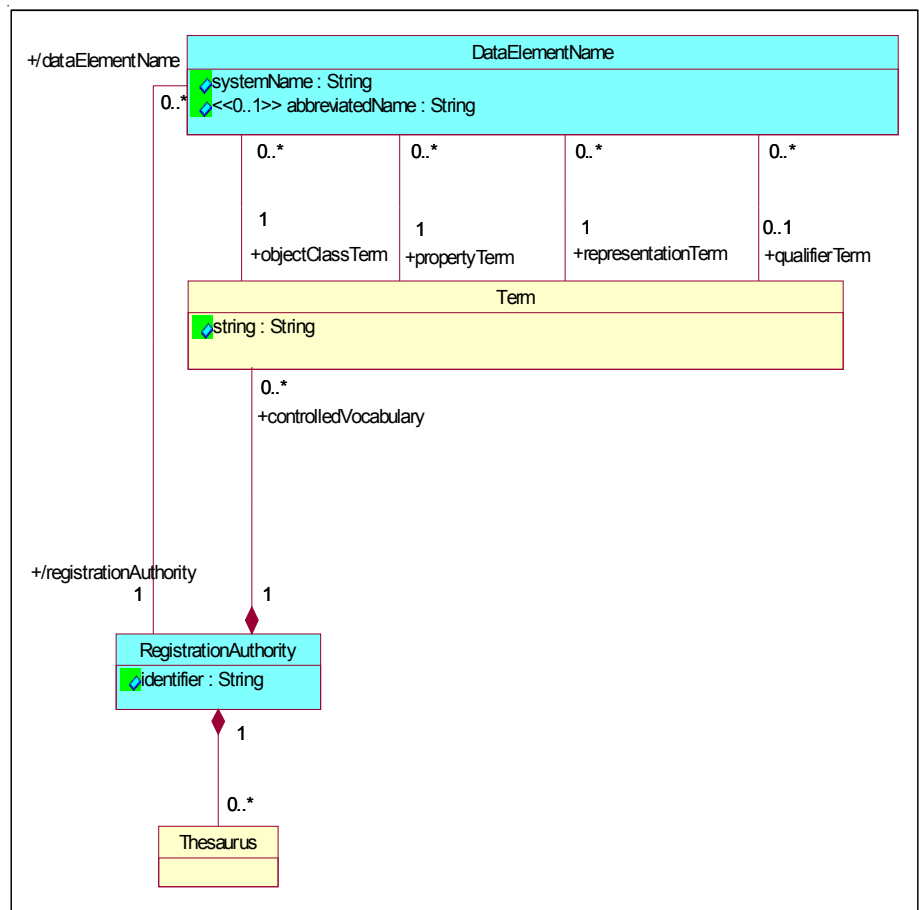 DataElementName
+/dataElementName
systemName : String
0..*
<<0..1>> abbreviatedName : String
0..*
0..*
0..*
0..*
1
1
1
0..1
+objectClassTerm
+propertyTerm
+representationTerm
+qualifierTerm
Term
string : String
0..*
+controlledVocabulary
+/registrationAuthority
1
1
RegistrationAuthority
identifier : String
1
0..*
Thesaurus